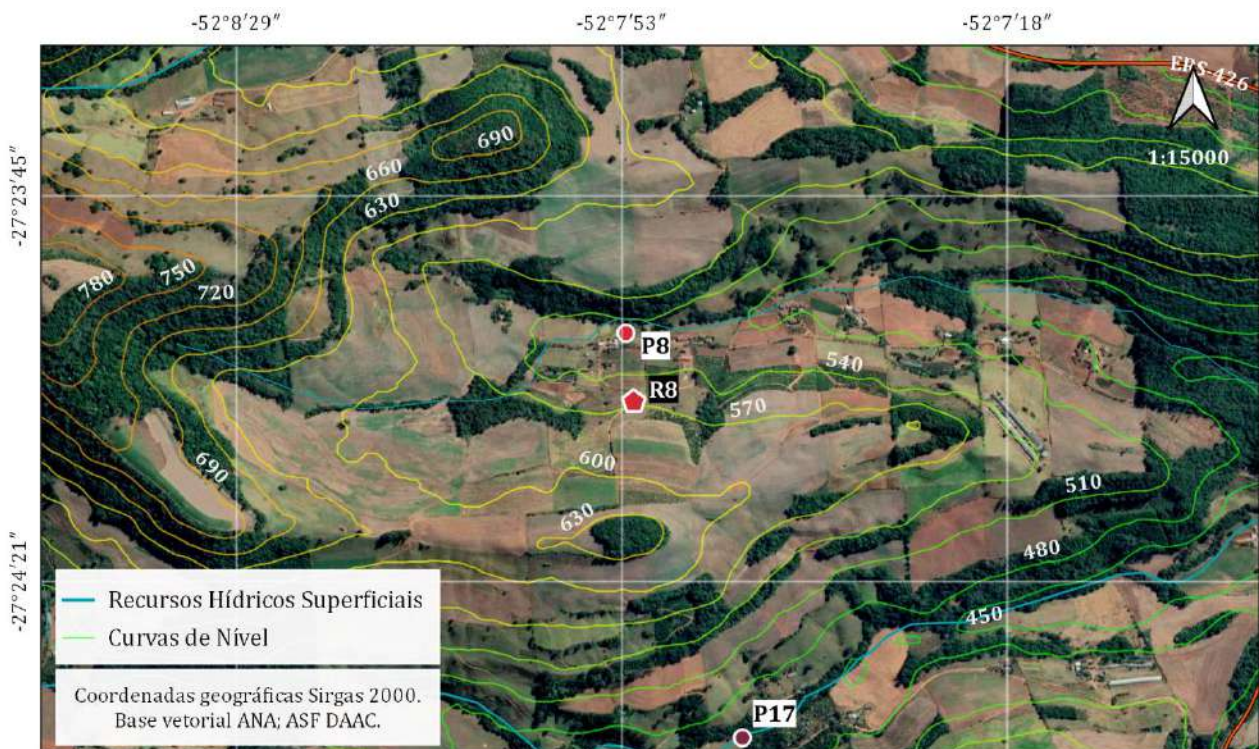 -52°8′29″
-52°7′53″
-52°7′18″
ERS-426
690
-27°23′45″
1:15000
660
630
750
780
720
P8
540
R8
570
600
690
510
630
480
-27°24′21″
Recursos Hídricos Superficiais
450
Curvas de Nível
Coordenadas geográficas Sirgas 2000.
Base vetorial ANA; ASF DAAC.
P17